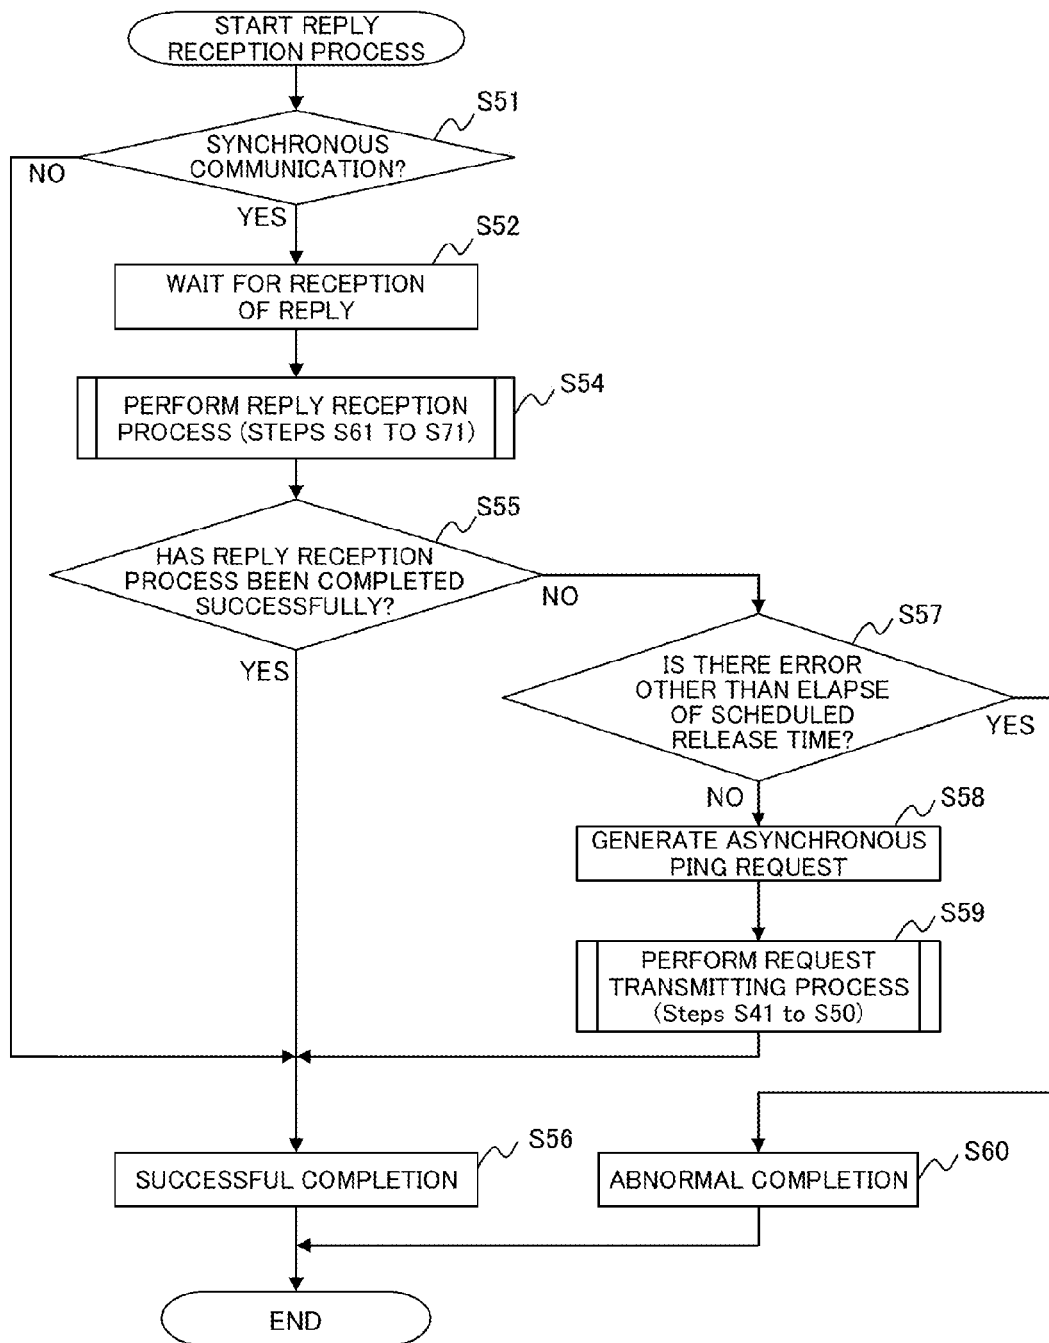 START REPLY
RECEPTION PROCESS
S51
SYNCHRONOUS
COMMUNICATION?
NO
YES
S52
WAIT FOR RECEPTION
OF REPLY
S54
PERFORM REPLY RECEPTION
PROCESS (STEPS S61 TO S71)
S55
HAS REPLY RECEPTION
PROCESS BEEN COMPLETED
SUCCESSFULLY?
NO
YES
S57
IS THERE ERROR
OTHER THAN ELAPSE
OF SCHEDULED
RELEASE TIME?
YES
NO
S58
GENERATE ASYNCHRONOUS
PING REQUEST
S59
PERFORM REQUEST
TRANSMITTING PROCESS
(Steps S41 to S50)
S56
SUCCESSFUL COMPLETION
S60
ABNORMAL COMPLETION
END